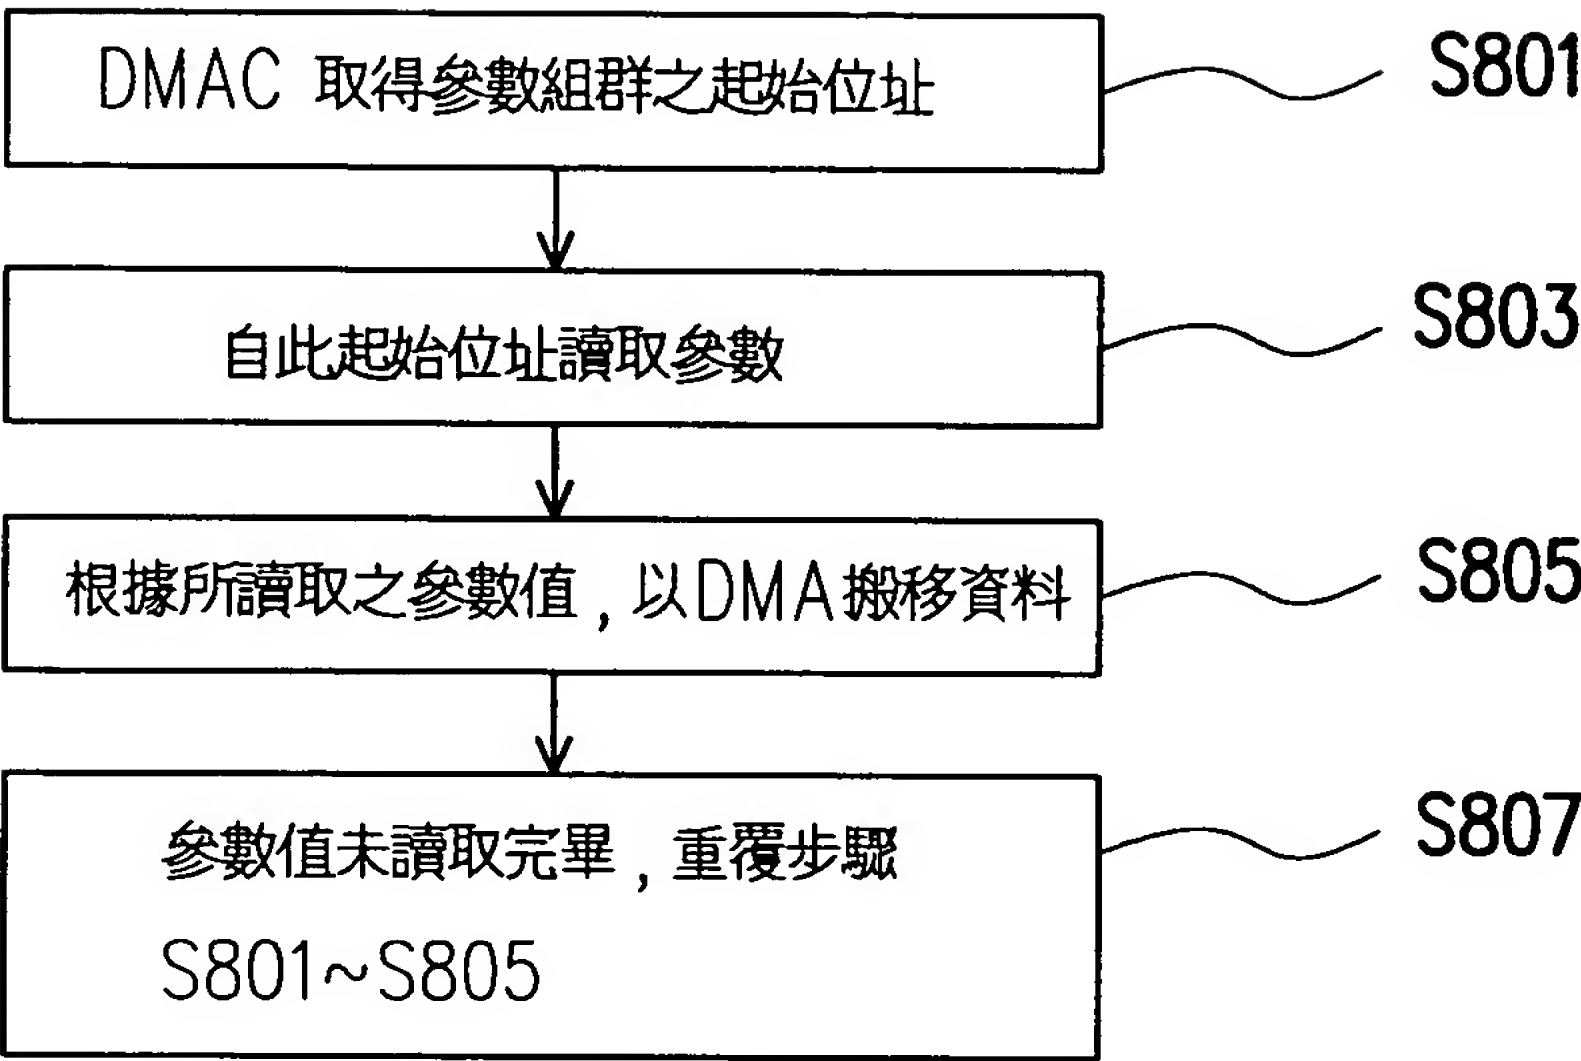 DMAC 取得參數組群之起始位址 S801
自此起始位址讀取參數 S803
根據所讀取之參數值,以DMA搬移資料 S805
參數值未讀取完畢,重覆步驟 S807
S801~S805